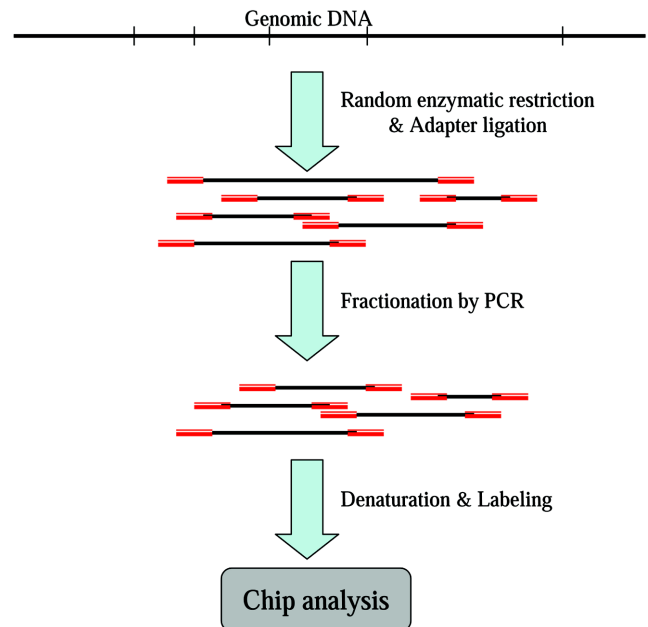 Genomic DNA
Random enzymatic restriction
& Adapter ligation
Fractionation by PCR
Denaturation & Labeling
Chip analysis